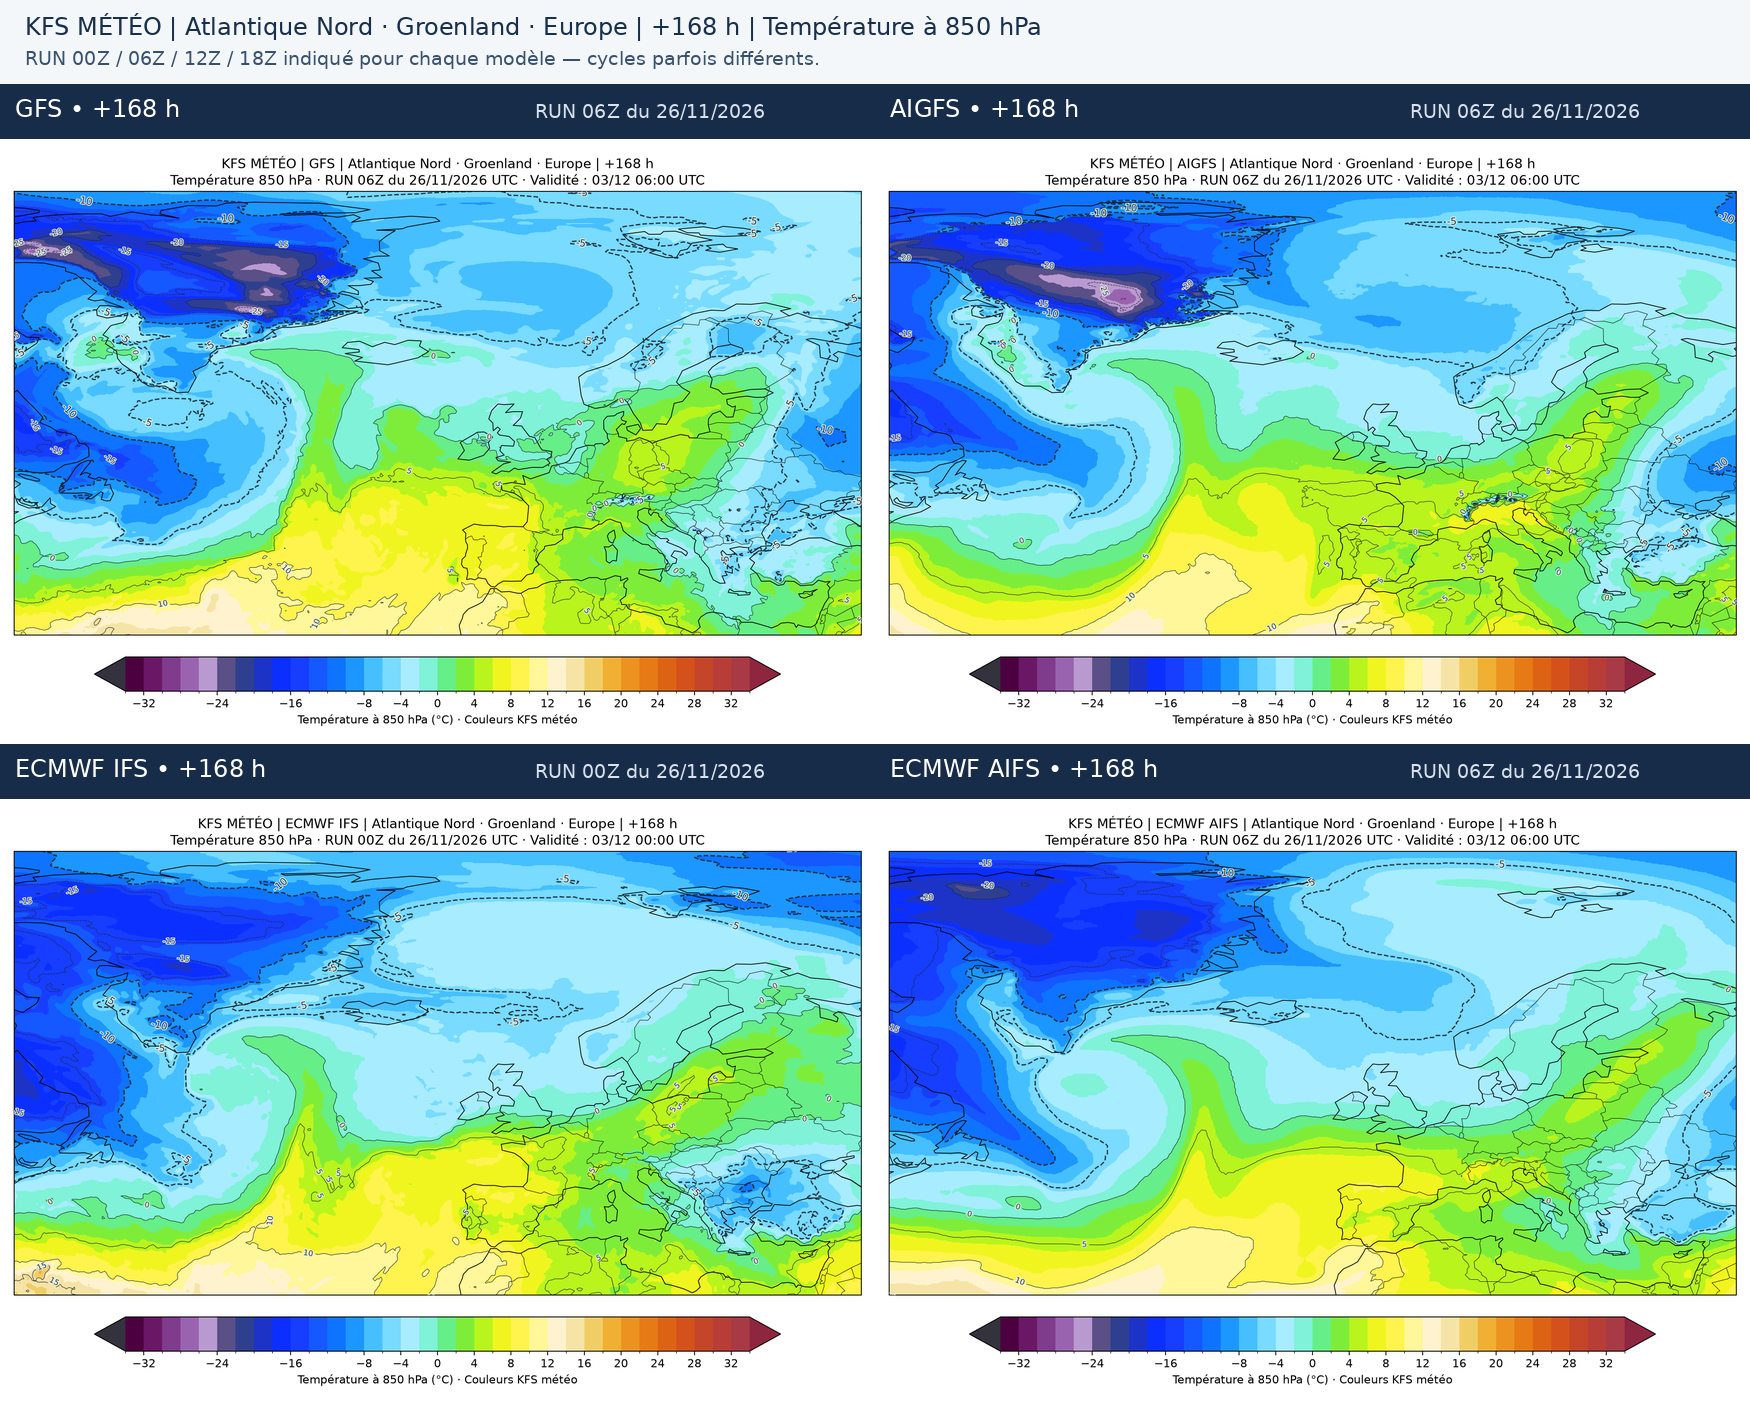 KFS MÉTÉO | Atlantique Nord · Groenland · Europe | +168 h | Température à 850 hPa
RUN 00Z / 06Z / 12Z / 18Z indiqué pour chaque modèle — cycles parfois différents.
GFS • +168 h
RUN 06Z du 26/11/2026
KFS MÉTÉO | GFS | Atlantique Nord · Groenland · Europe | +168 h
Température 850 hPa · RUN 06Z du 26/11/2026 UTC · Validité : 03/12 06:00 UTC
−32 −24 −16 −8 −4 0 4 8 12 16 20 24 28 32
Température à 850 hPa (°C) · Couleurs KFS météo
AIGFS • +168 h
RUN 06Z du 26/11/2026
KFS MÉTÉO | AIGFS | Atlantique Nord · Groenland · Europe | +168 h
Température 850 hPa · RUN 06Z du 26/11/2026 UTC · Validité : 03/12 06:00 UTC
−32 −24 −16 −8 −4 0 4 8 12 16 20 24 28 32
Température à 850 hPa (°C) · Couleurs KFS météo
ECMWF IFS • +168 h
RUN 00Z du 26/11/2026
KFS MÉTÉO | ECMWF IFS | Atlantique Nord · Groenland · Europe | +168 h
Température 850 hPa · RUN 00Z du 26/11/2026 UTC · Validité : 03/12 00:00 UTC
−32 −24 −16 −8 −4 0 4 8 12 16 20 24 28 32
Température à 850 hPa (°C) · Couleurs KFS météo
ECMWF AIFS • +168 h
RUN 06Z du 26/11/2026
KFS MÉTÉO | ECMWF AIFS | Atlantique Nord · Groenland · Europe | +168 h
Température 850 hPa · RUN 06Z du 26/11/2026 UTC · Validité : 03/12 06:00 UTC
−32 −24 −16 −8 −4 0 4 8 12 16 20 24 28 32
Température à 850 hPa (°C) · Couleurs KFS météo